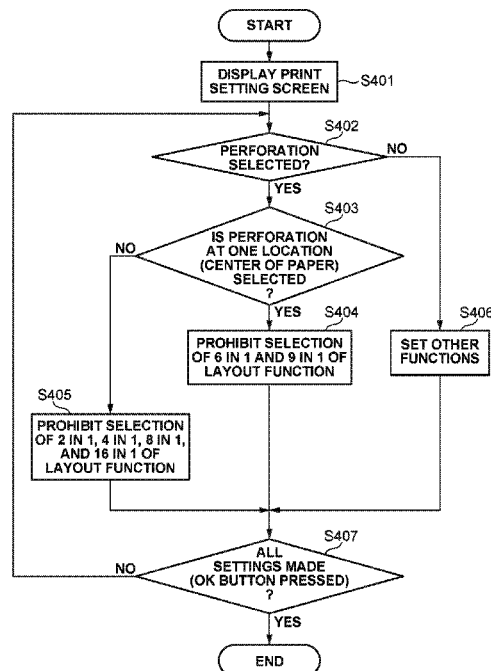 START
DISPLAY PRINT
SETTING SCREEN
S401
S402
PERFORATION
SELECTED?
NO
YES
S403
IS PERFORATION
AT ONE LOCATION
(CENTER OF PAPER)
SELECTED
?
NO
YES
S404
PROHIBIT SELECTION
OF 6 IN 1 AND 9 IN 1 OF
LAYOUT FUNCTION
S406
SET OTHER
FUNCTIONS
S405
PROHIBIT SELECTION
OF 2 IN 1, 4 IN 1, 8 IN 1,
AND 16 IN 1 OF
LAYOUT FUNCTION
S407
ALL
SETTINGS MADE
(OK BUTTON PRESSED)
?
NO
YES
END